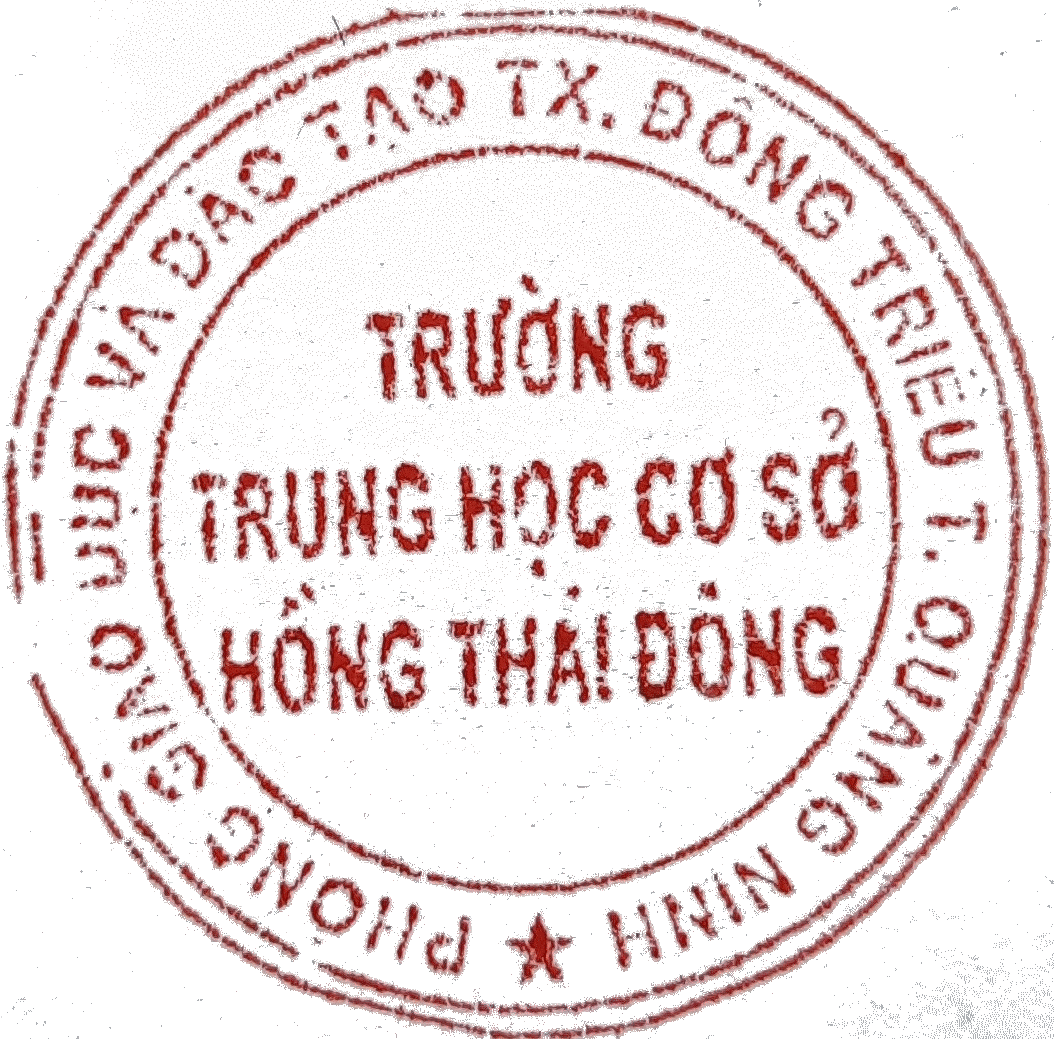 PHÒNG GIÁO DỤC VÀ ĐÀO TẠO TX. ĐÔNG TRIỀU T. QUẢNG NINH
TRƯỜNG
TRUNG HỌC CƠ SỞ
HỒNG THÁI ĐÔNG